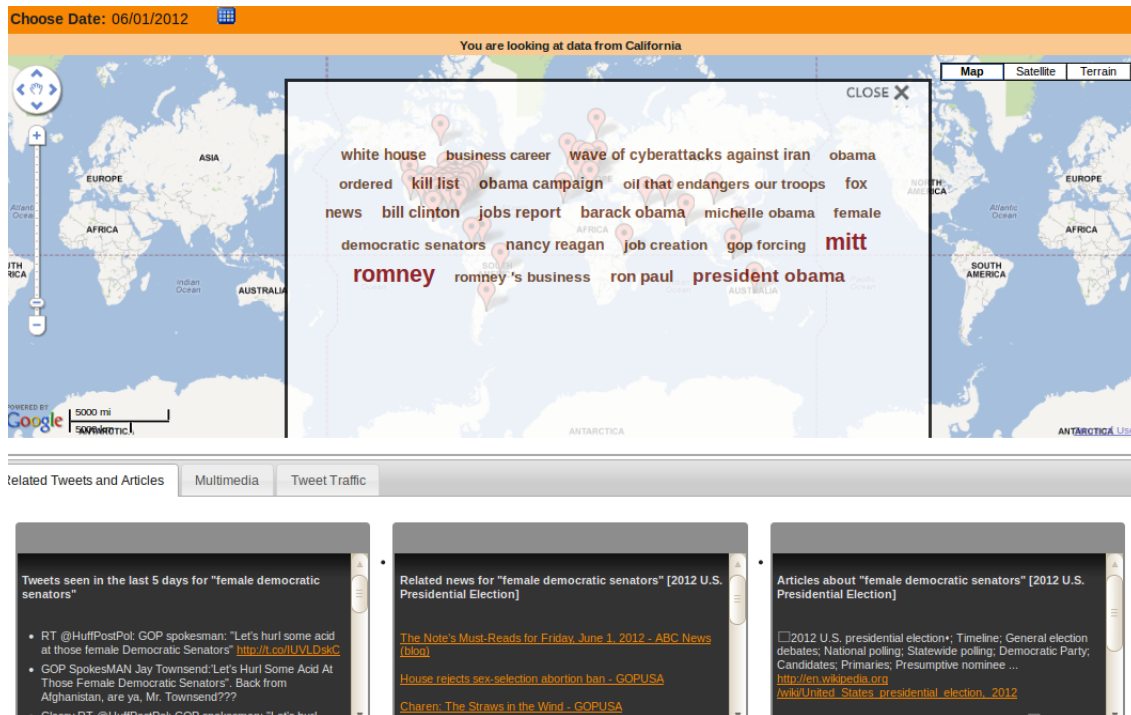 Choose Date: 06/01/2012
You are looking at data from California
Map Satellite Terrain
CLOSE
white house business career wave of cyberattacks against iran obama
ordered kill list obama campaign oil that endangers our troops fox
news bill clinton jobs report barack obama michelle obama female
democratic senators nancy reagan job creation gop forcing mitt
romney romney 's business ron paul president obama
ASIA
EUROPE
AFRICA
Indian
Ocean
AUSTRALIA
NORTH
AMERICA
Atlantic
Ocean
EUROPE
AFRICA
SOUTH
AMERICA
AFRICA
AUSTRALIA
ANTARCTICA
POWERED BY
Google
5000 mi
5000 km
ANTARCTICA
Related Tweets and Articles Multimedia Tweet Traffic
Tweets seen in the last 5 days for "female democratic
senators"
• RT @HuffPostPol: GOP spokesman: "Let's hurl some acid
at those female Democratic Senators" http://t.co/IUVLDskC
• GOP SpokesMAN Jay Townsend:'Let's Hurl Some Acid At
Those Female Democratic Senators". Back from
Afghanistan, are ya, Mr. Townsend???
RT @HuffPostPol: GOP spokesman: "Let's hurl
Related news for "female democratic senators" [2012 U.S.
Presidential Election]
The Note's Must-Reads for Friday, June 1, 2012 - ABC News
(blog)
House rejects sex-selection abortion ban - GOPUSA
Charen: The Straws in the Wind - GOPUSA
Articles about "female democratic senators" [2012 U.S.
Presidential Election]
2012 U.S. presidential election•; Timeline; General election
debates; National polling; Statewide polling; Democratic Party;
Candidates; Primaries; Presumptive nominee ...
http://en.wikipedia.org
/wiki/United_States_presidential_election,_2012